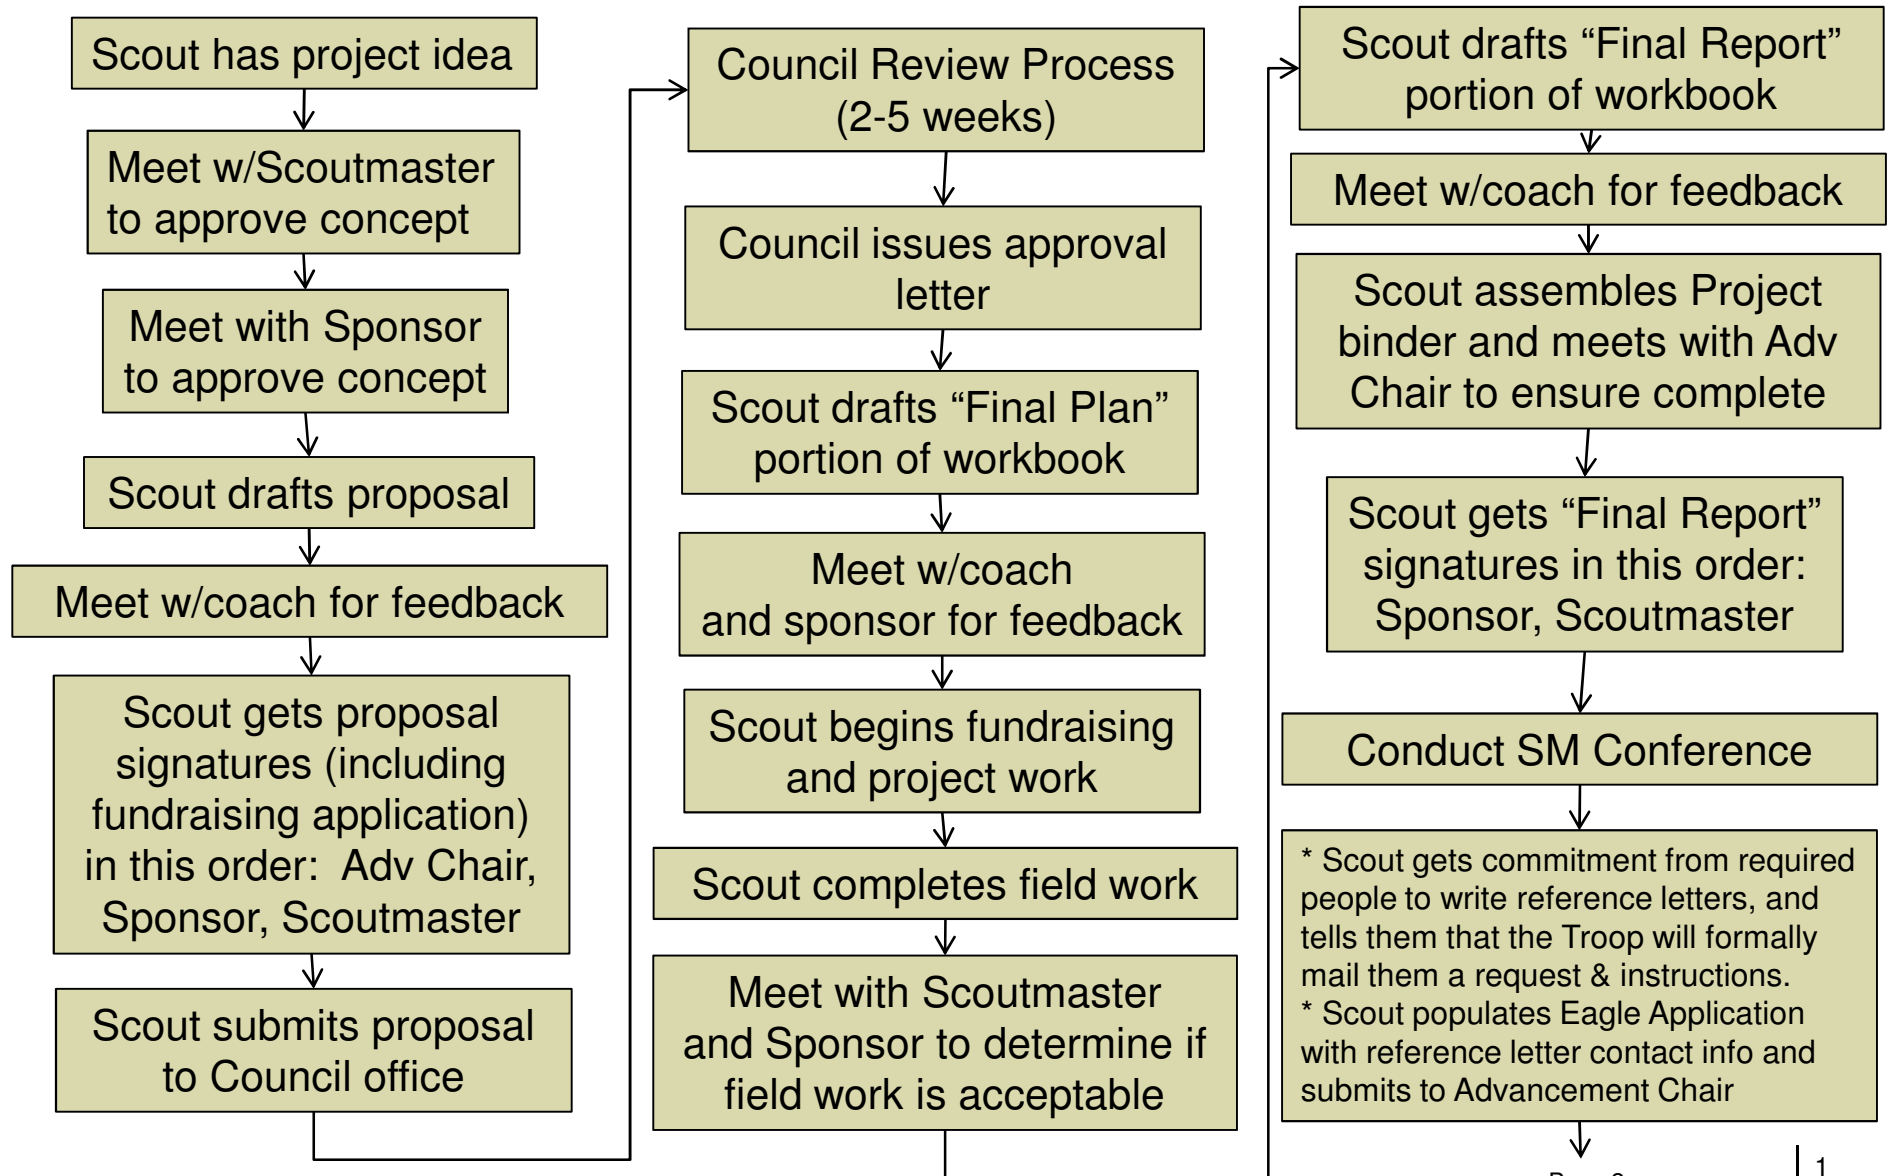 Scout has project idea
Meet w/Scoutmaster
to approve concept
Meet with Sponsor
to approve concept
Scout drafts proposal
Meet w/coach for feedback
Scout gets proposal
signatures (including
fundraising application)
in this order:  Adv Chair,
Sponsor, Scoutmaster
Scout submits proposal
to Council office
Council Review Process
(2-5 weeks)
Council issues approval
letter
Scout drafts “Final Plan”
portion of workbook
Meet w/coach
and sponsor for feedback
Scout begins fundraising
and project work
Scout completes field work
Meet with Scoutmaster
and Sponsor to determine if
field work is acceptable
Scout drafts “Final Report”
portion of workbook
Meet w/coach for feedback
Scout assembles Project
binder and meets with Adv
Chair to ensure complete
Scout gets “Final Report”
signatures in this order:
Sponsor, Scoutmaster
Conduct SM Conference
* Scout gets commitment from required
people to write reference letters, and
tells them that the Troop will formally
mail them a request & instructions.
* Scout populates Eagle Application
with reference letter contact info and
submits to Advancement Chair
1